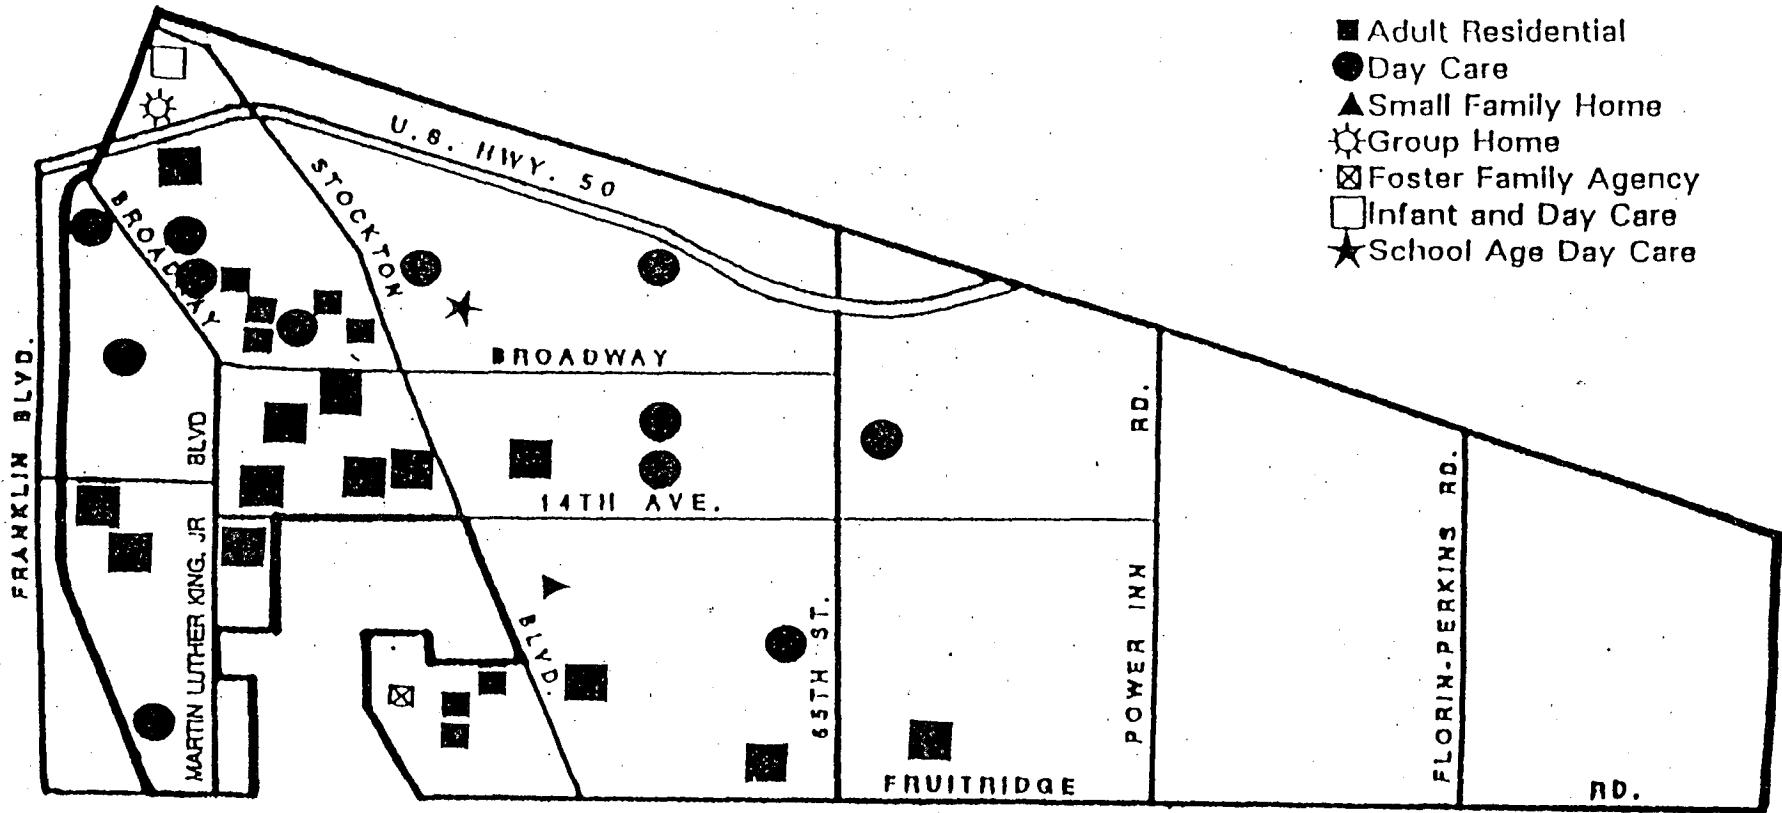 Adult Residential
Day Care
Small Family Home
Group Home
Foster Family Agency
Infant and Day Care
School Age Day Care
U.S. HWY. 50
STOCKTON
BROADWAY
BROADWAY
FRANKLIN BLVD.
BLVD
MARTIN LUTHER KING, JR
14TH AVE.
BLVD.
65TH ST.
RD.
POWER INN
FLORIN-PERKINS RD.
FRUITRIDGE
RD.